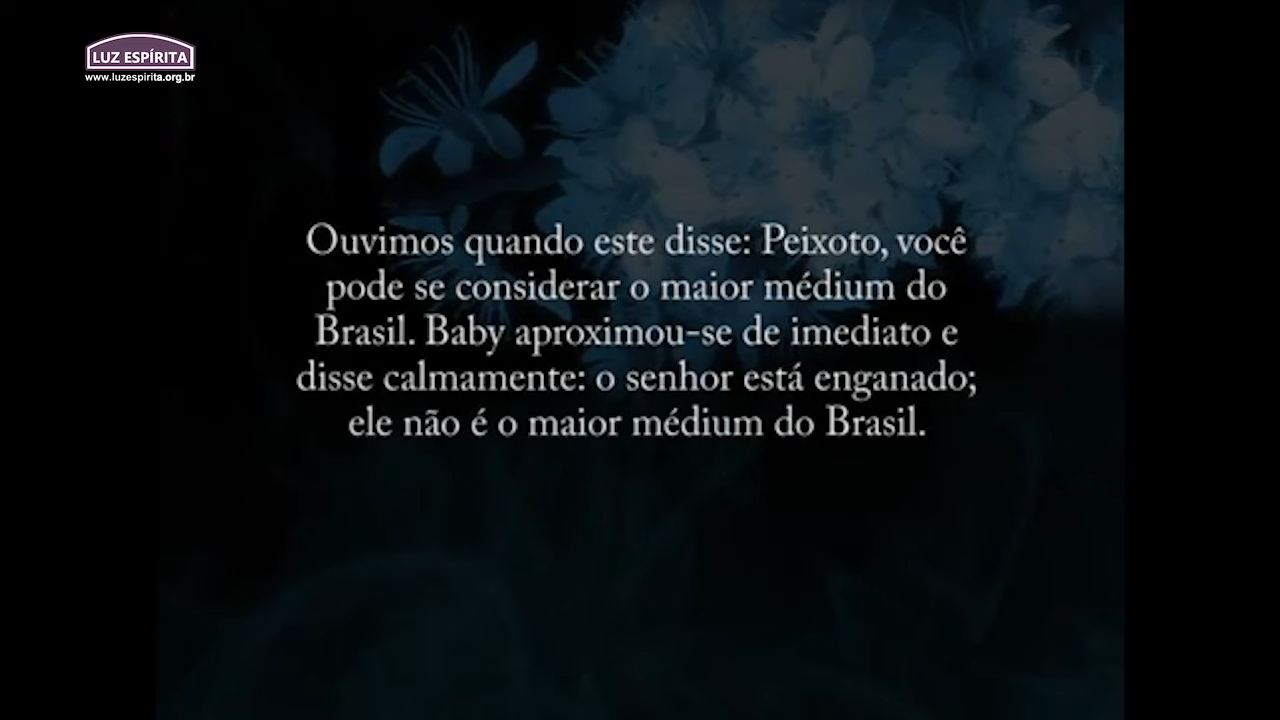 LUZ ESPÍRITA
www.luzespirita.org.br
Ouvimos quando este disse: Peixoto, você
pode se considerar o maior médium do
Brasil. Baby aproximou-se de imediato e
disse calmamente: o senhor está enganado;
ele não é o maior médium do Brasil.